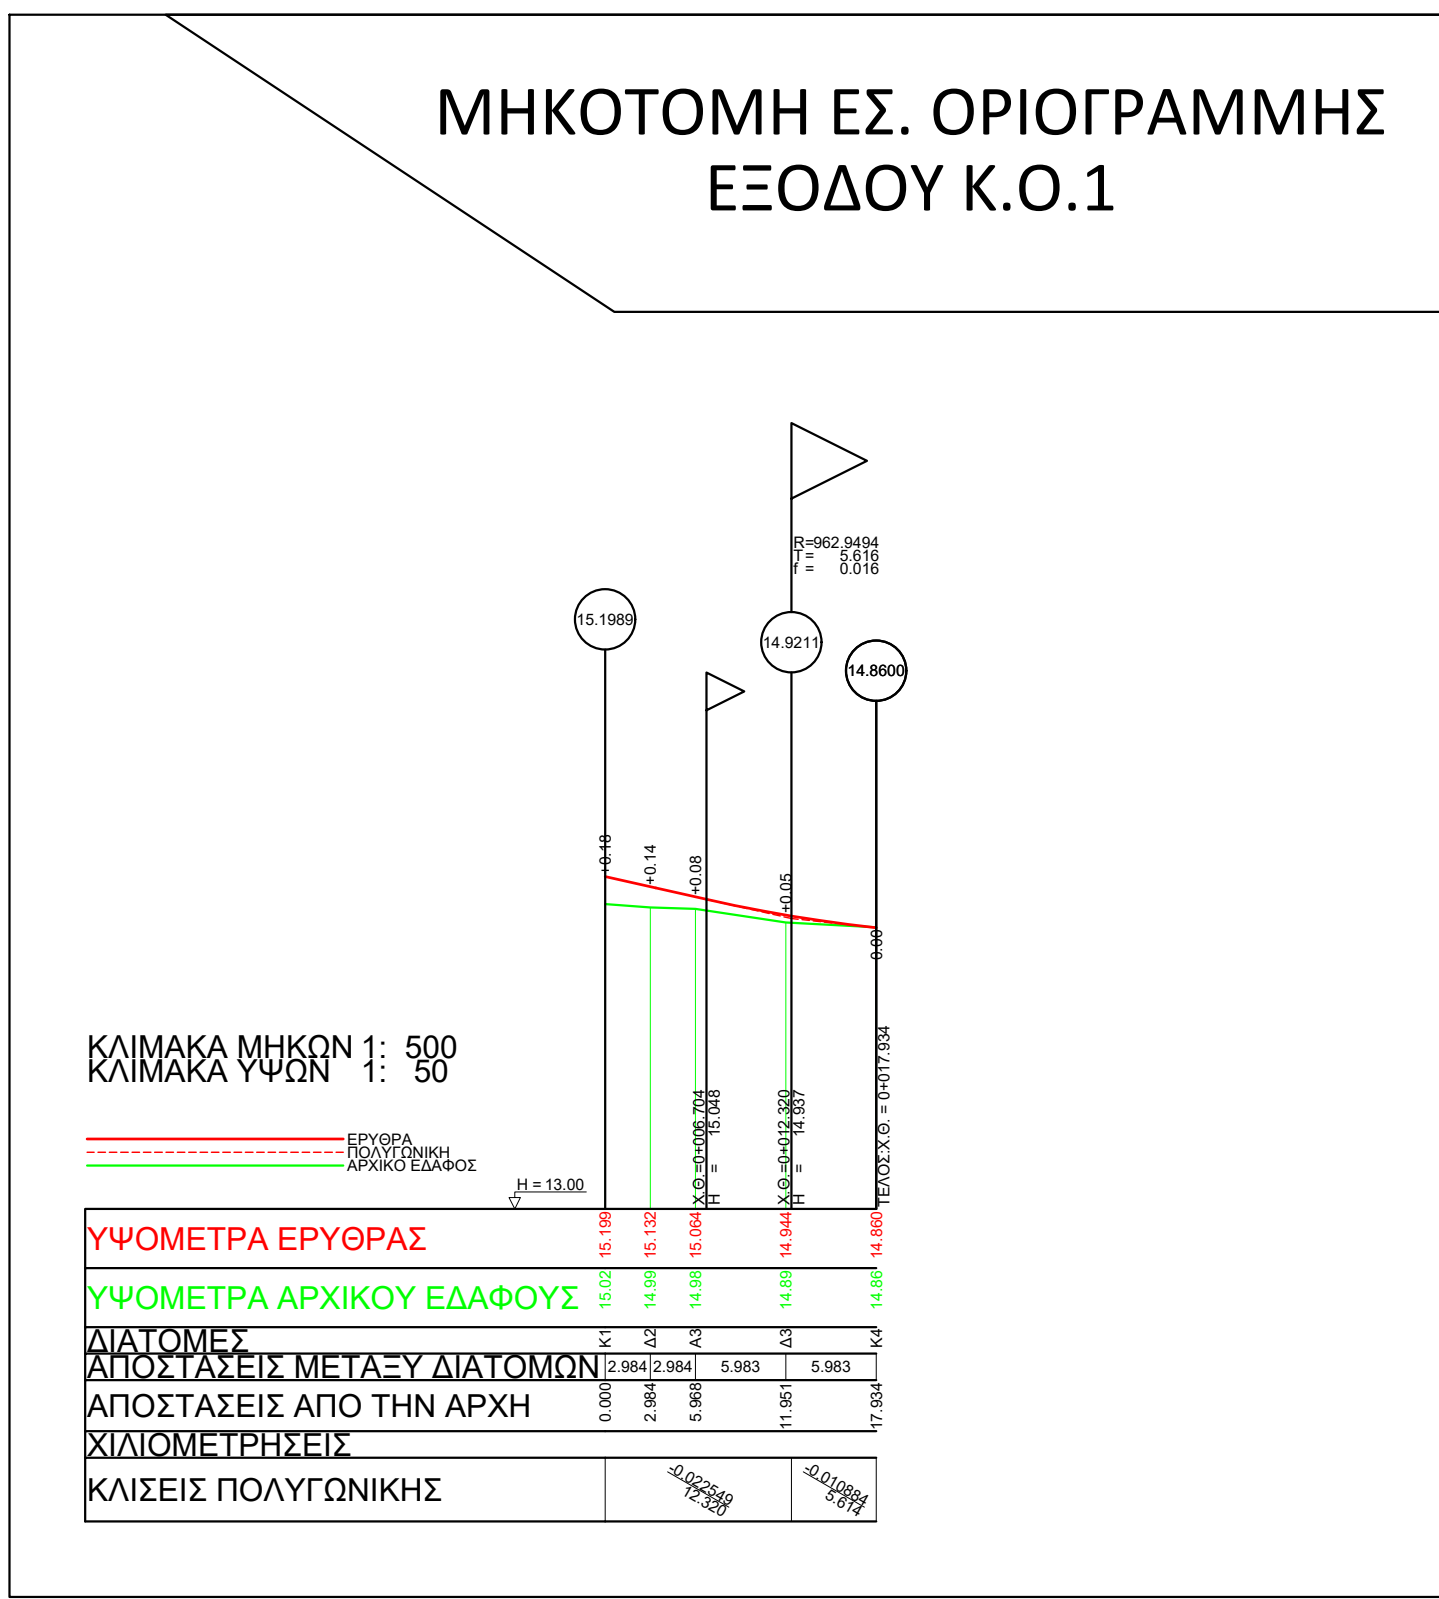 ΜΗΚΟΤΟΜΗ ΕΣ. ΟΡΙΟΓΡΑΜΜΗΣ
ΕΞΟΔΟΥ Κ.Ο.1
R=962.9494
T= 5.616
f = 0.016
15.1989
14.9211
14.8600
+0.18
+0.14
+0.08
+0.05
0.00
ΚΛΙΜΑΚΑ ΜΗΚΩΝ 1: 500
ΚΛΙΜΑΚΑ ΥΨΩΝ 1: 50
ΕΡΥΘΡΑ
ΠΟΛΥΓΩΝΙΚΗ
ΑΡΧΙΚΟ ΕΔΑΦΟΣ
H = 13.00
Χ.Θ.=0+006.704
H = 15.048
Χ.Θ.=0+012.320
H = 14.937
ΤΕΛΟΣ:Χ.Θ. = 0+017.934
ΥΨΟΜΕΤΡΑ ΕΡΥΘΡΑΣ 15.199 15.132 15.064 14.944 14.860
ΥΨΟΜΕΤΡΑ ΑΡΧΙΚΟΥ ΕΔΑΦΟΥΣ 15.02 14.99 14.98 14.89 14.86
ΔΙΑΤΟΜΕΣ Κ1 Δ2 Α3 Δ3 Κ4
ΑΠΟΣΤΑΣΕΙΣ ΜΕΤΑΞΥ ΔΙΑΤΟΜΩΝ 2.984 2.984 5.983 5.983
ΑΠΟΣΤΑΣΕΙΣ ΑΠΟ ΤΗΝ ΑΡΧΗ 0.000 2.984 5.968 11.951 17.934
ΧΙΛΙΟΜΕΤΡΗΣΕΙΣ
ΚΛΙΣΕΙΣ ΠΟΛΥΓΩΝΙΚΗΣ
-0.022549
12.320
-0.010884
5.614